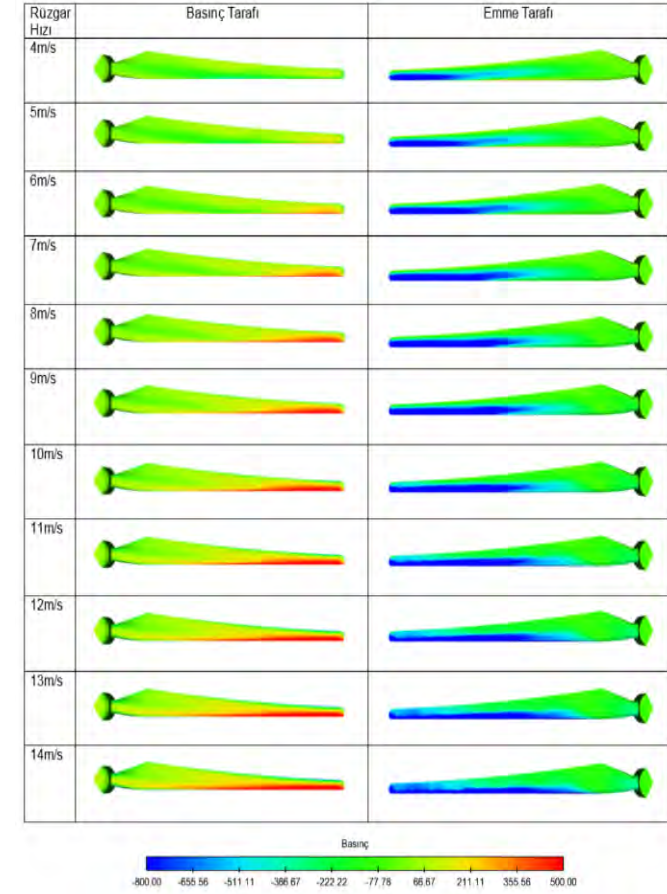 Rüzgar Hızı
Basınç Tarafı
Emme Tarafı
4m/s
5m/s
6m/s
7m/s
8m/s
9m/s
10m/s
11m/s
12m/s
13m/s
14m/s
Basınç
-800.00 -655.56 -511.11 -366.67 -222.22 -77.78 66.67 211.11 355.56 500.00